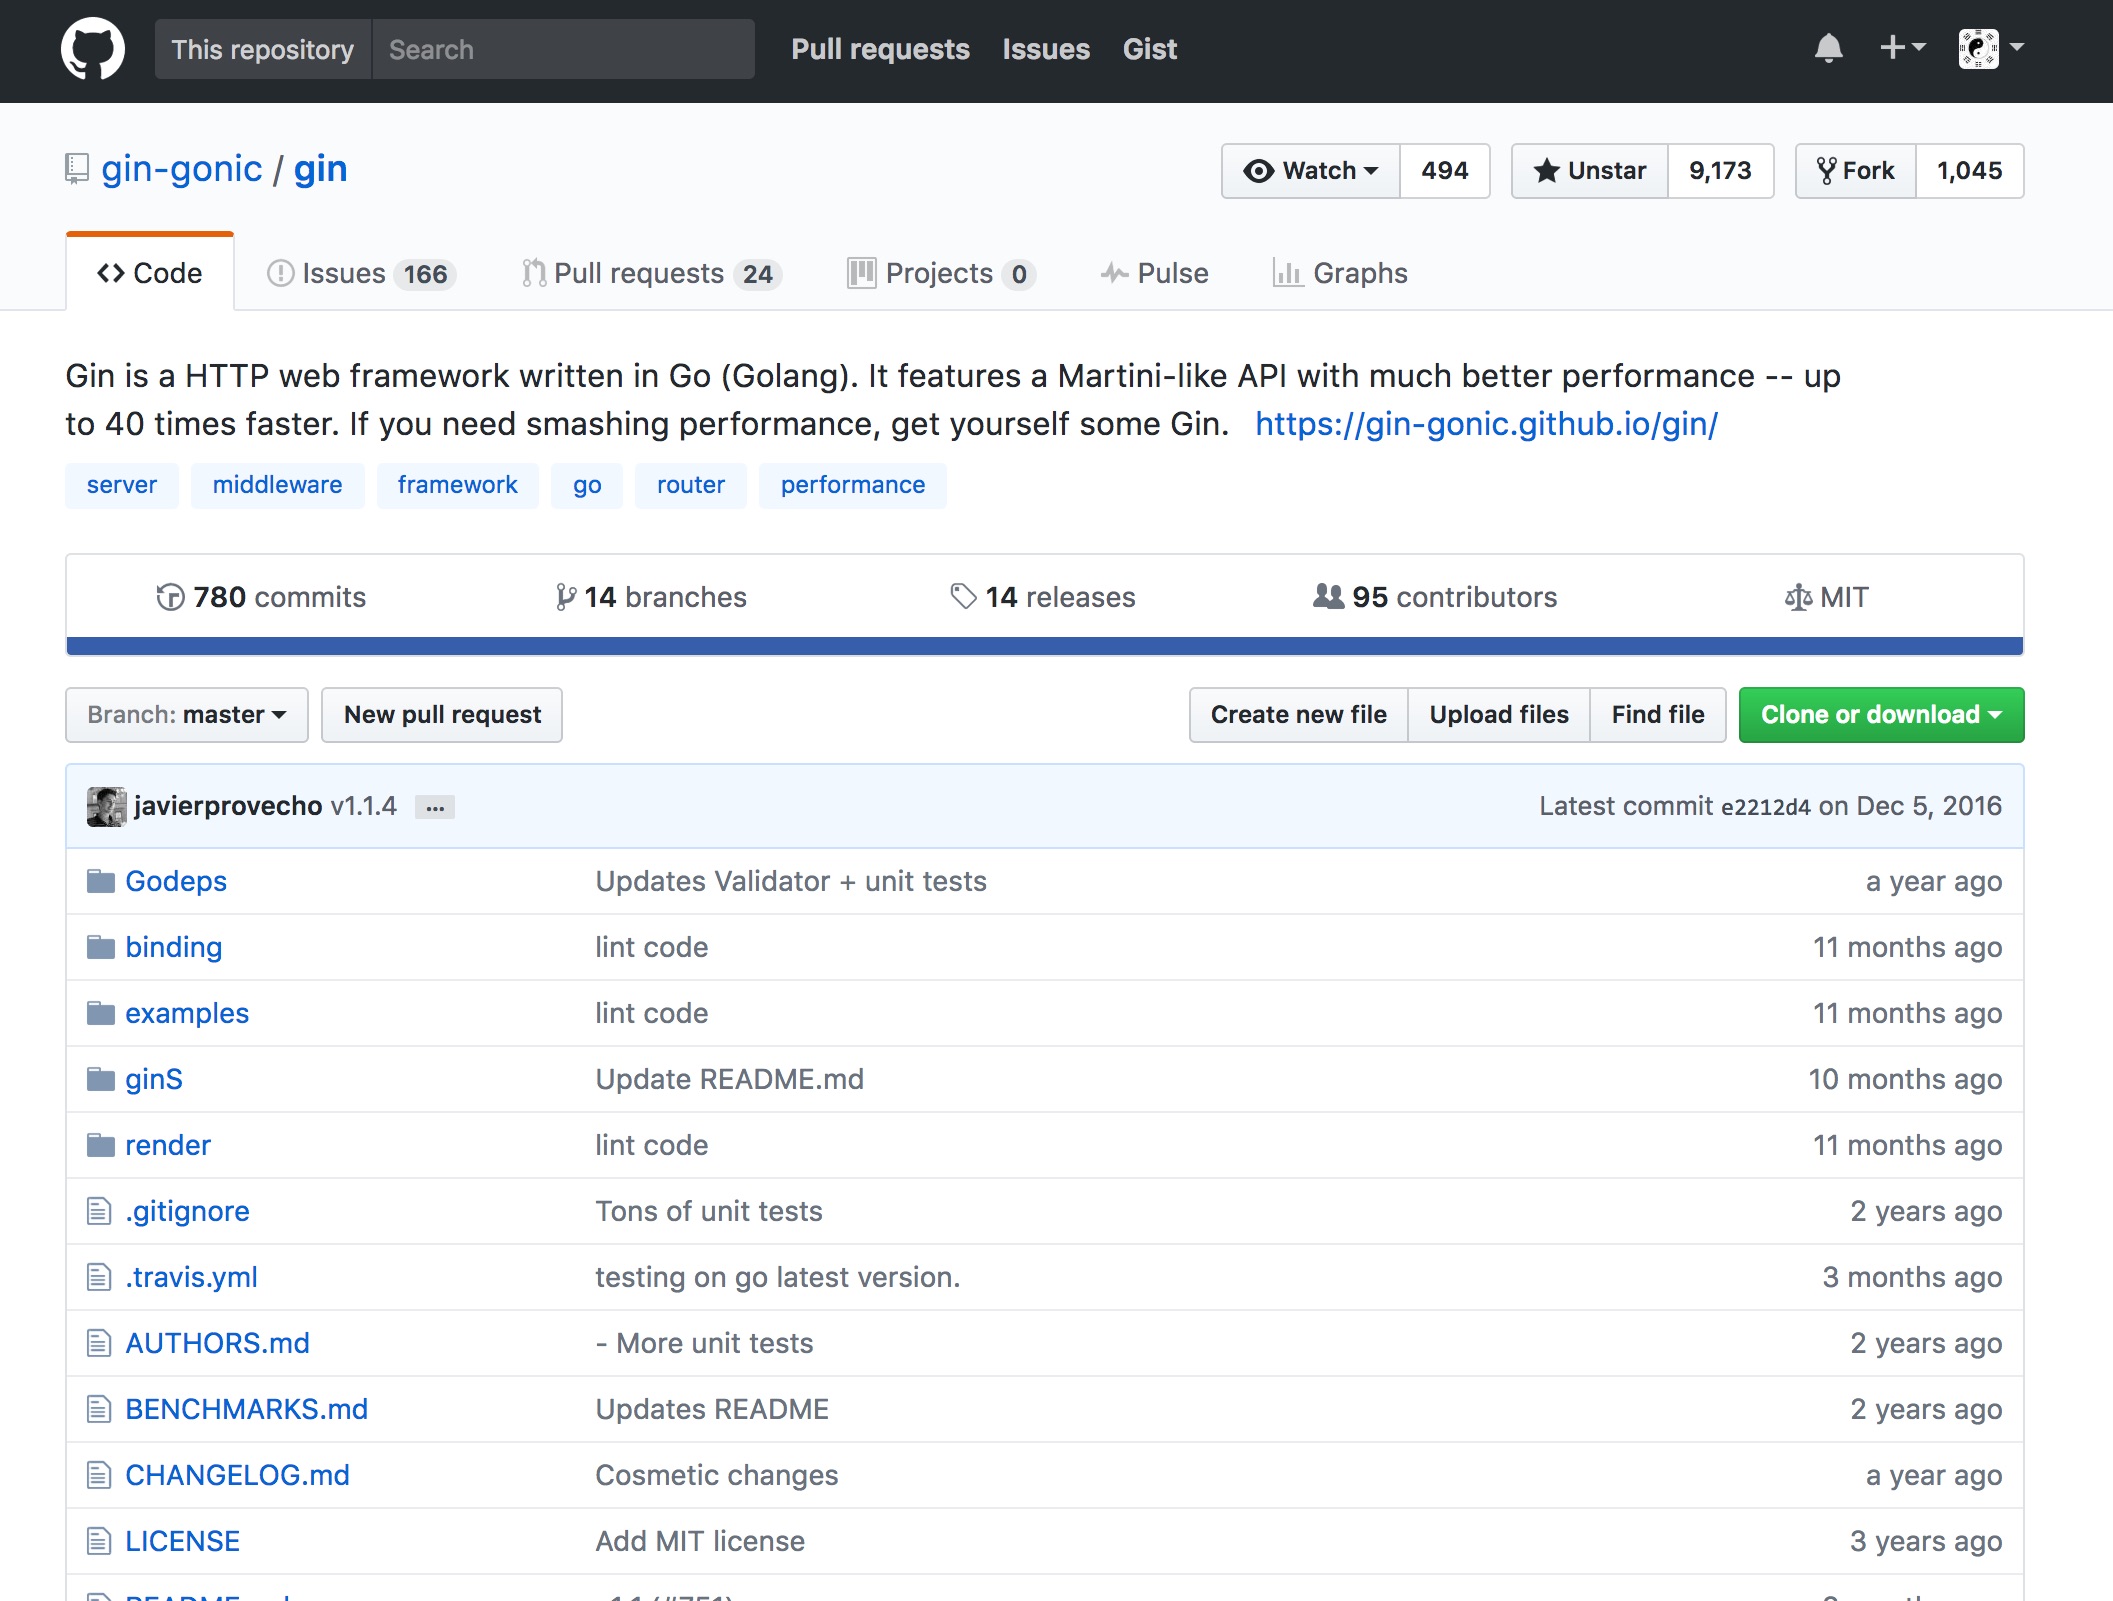 This repository Search Pull requests Issues Gist
gin-gonic / gin Watch 494 Unstar 9,173 Fork 1,045
Code Issues 166 Pull requests 24 Projects 0 Pulse Graphs
Gin is a HTTP web framework written in Go (Golang). It features a Martini-like API with much better performance -- up
to 40 times faster. If you need smashing performance, get yourself some Gin. https://gin-gonic.github.io/gin/
server middleware framework go router performance
780 commits 14 branches 14 releases 95 contributors MIT
Branch: master New pull request Create new file Upload files Find file Clone or download
javierprovecho v1.1.4 ... Latest commit e2212d4 on Dec 5, 2016
Godeps Updates Validator + unit tests a year ago
binding lint code 11 months ago
examples lint code 11 months ago
ginS Update README.md 10 months ago
render lint code 11 months ago
.gitignore Tons of unit tests 2 years ago
.travis.yml testing on go latest version. 3 months ago
AUTHORS.md - More unit tests 2 years ago
BENCHMARKS.md Updates README 2 years ago
CHANGELOG.md Cosmetic changes a year ago
LICENSE Add MIT license 3 years ago